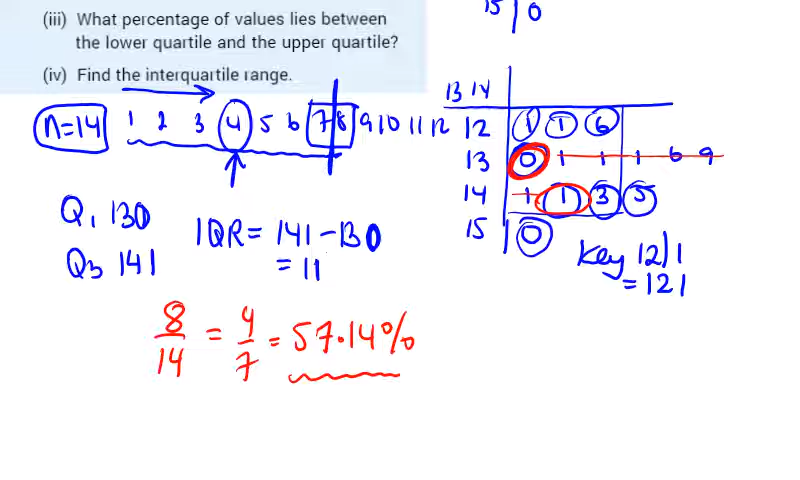 15 | 0
(iii) What percentage of values lies between
the lower quartile and the upper quartile?
(iv) Find the interquartile range.
n=14 1 2 3 4 5 6 7 8 9 10 11 12 13 14
12 | 1 1 6
13 | 0 1 1 1 6 9
14 | 1 1 3 5
15 | 0
Key 12|1
= 121
Q1 130
Q3 141
IQR = 141 - 130
= 11
8/14 = 4/7 = 57.14%